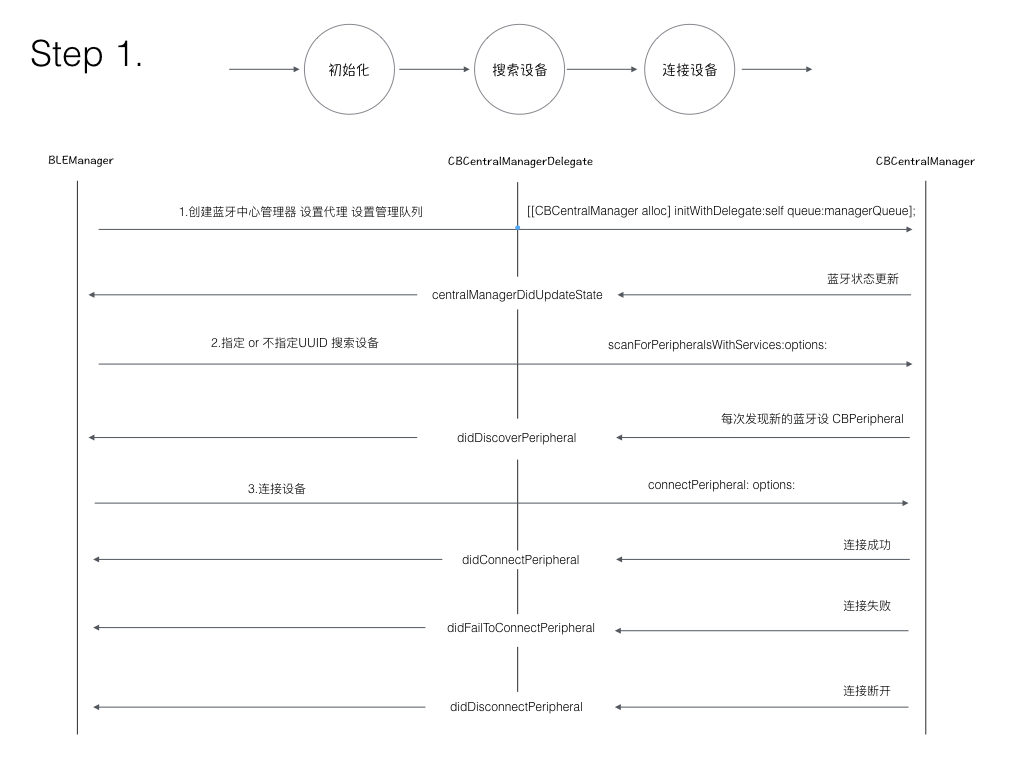 Step 1.
初始化
搜索设备
连接设备
BLEManager
CBCentralManagerDelegate
CBCentralManager
1.创建蓝牙中心管理器 设置代理 设置管理队列
[[CBCentralManager alloc] initWithDelegate:self queue:managerQueue];
蓝牙状态更新
centralManagerDidUpdateState
2.指定 or 不指定UUID 搜索设备
scanForPeripheralsWithServices:options:
每次发现新的蓝牙设 CBPeripheral
didDiscoverPeripheral
3.连接设备
connectPeripheral: options:
连接成功
didConnectPeripheral
连接失败
didFailToConnectPeripheral
连接断开
didDisconnectPeripheral